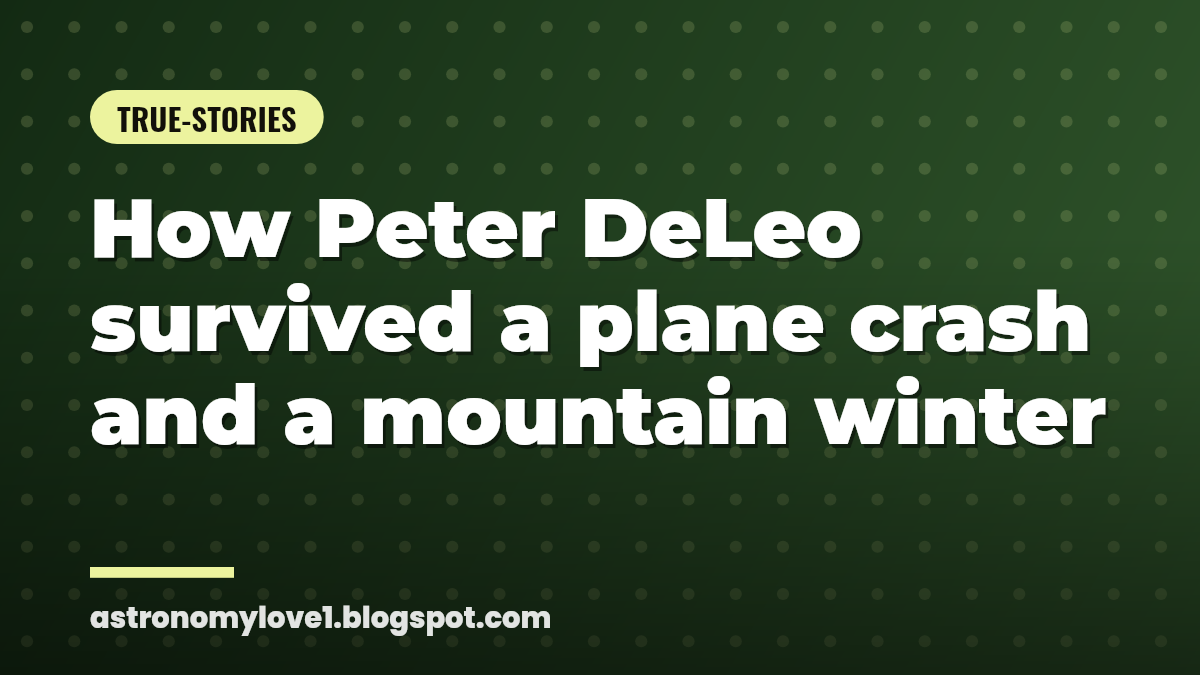 TRUE-STORIES
How Peter DeLeo
survived a plane crash
and a mountain winter
astronomylove1.blogspot.com